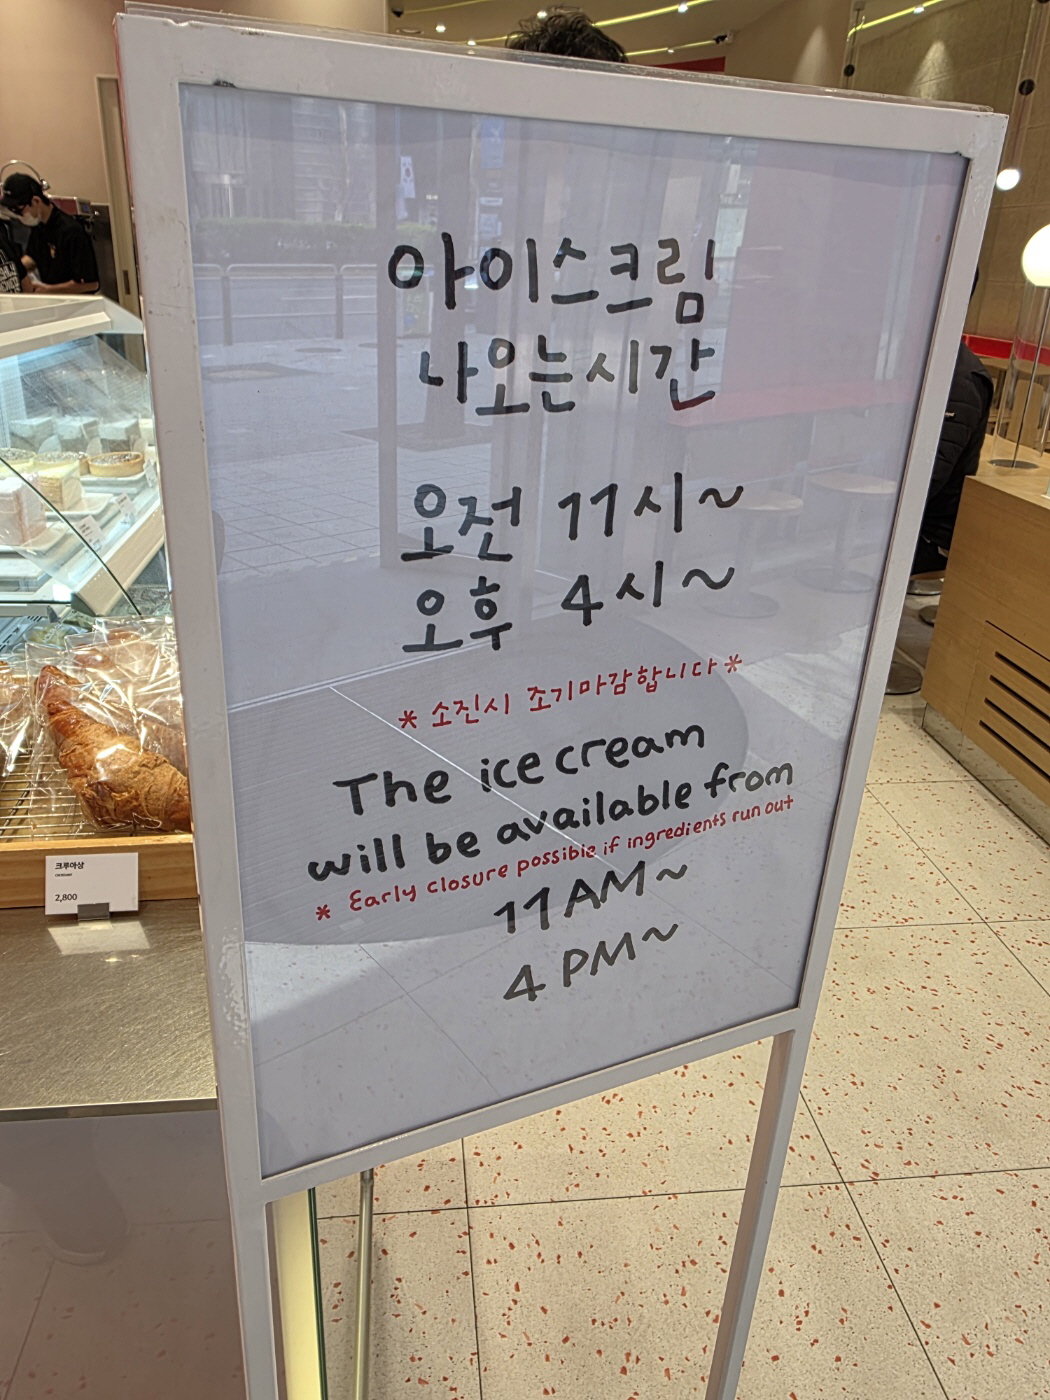 아이스크림
나오는시간
오전 11시~
오후 4시~
* 소진시 조기마감합니다 *
The ice cream
will be available from
* Early closure possible if ingredients run out
11 AM~
4 PM~
크루아상
2,800